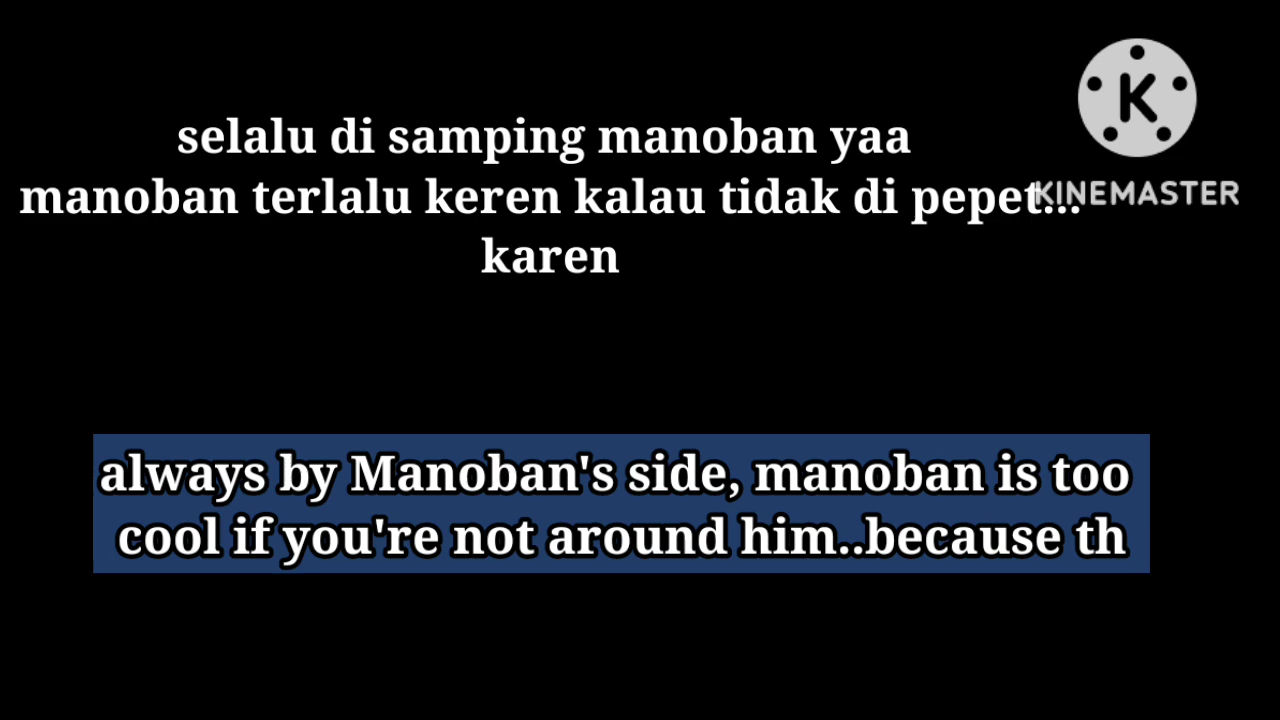 selalu di samping manoban yaa
manoban terlalu keren kalau tidak di pepet...
karen
KINEMASTER
always by Manoban's side, manoban is too
cool if you're not around him..because th